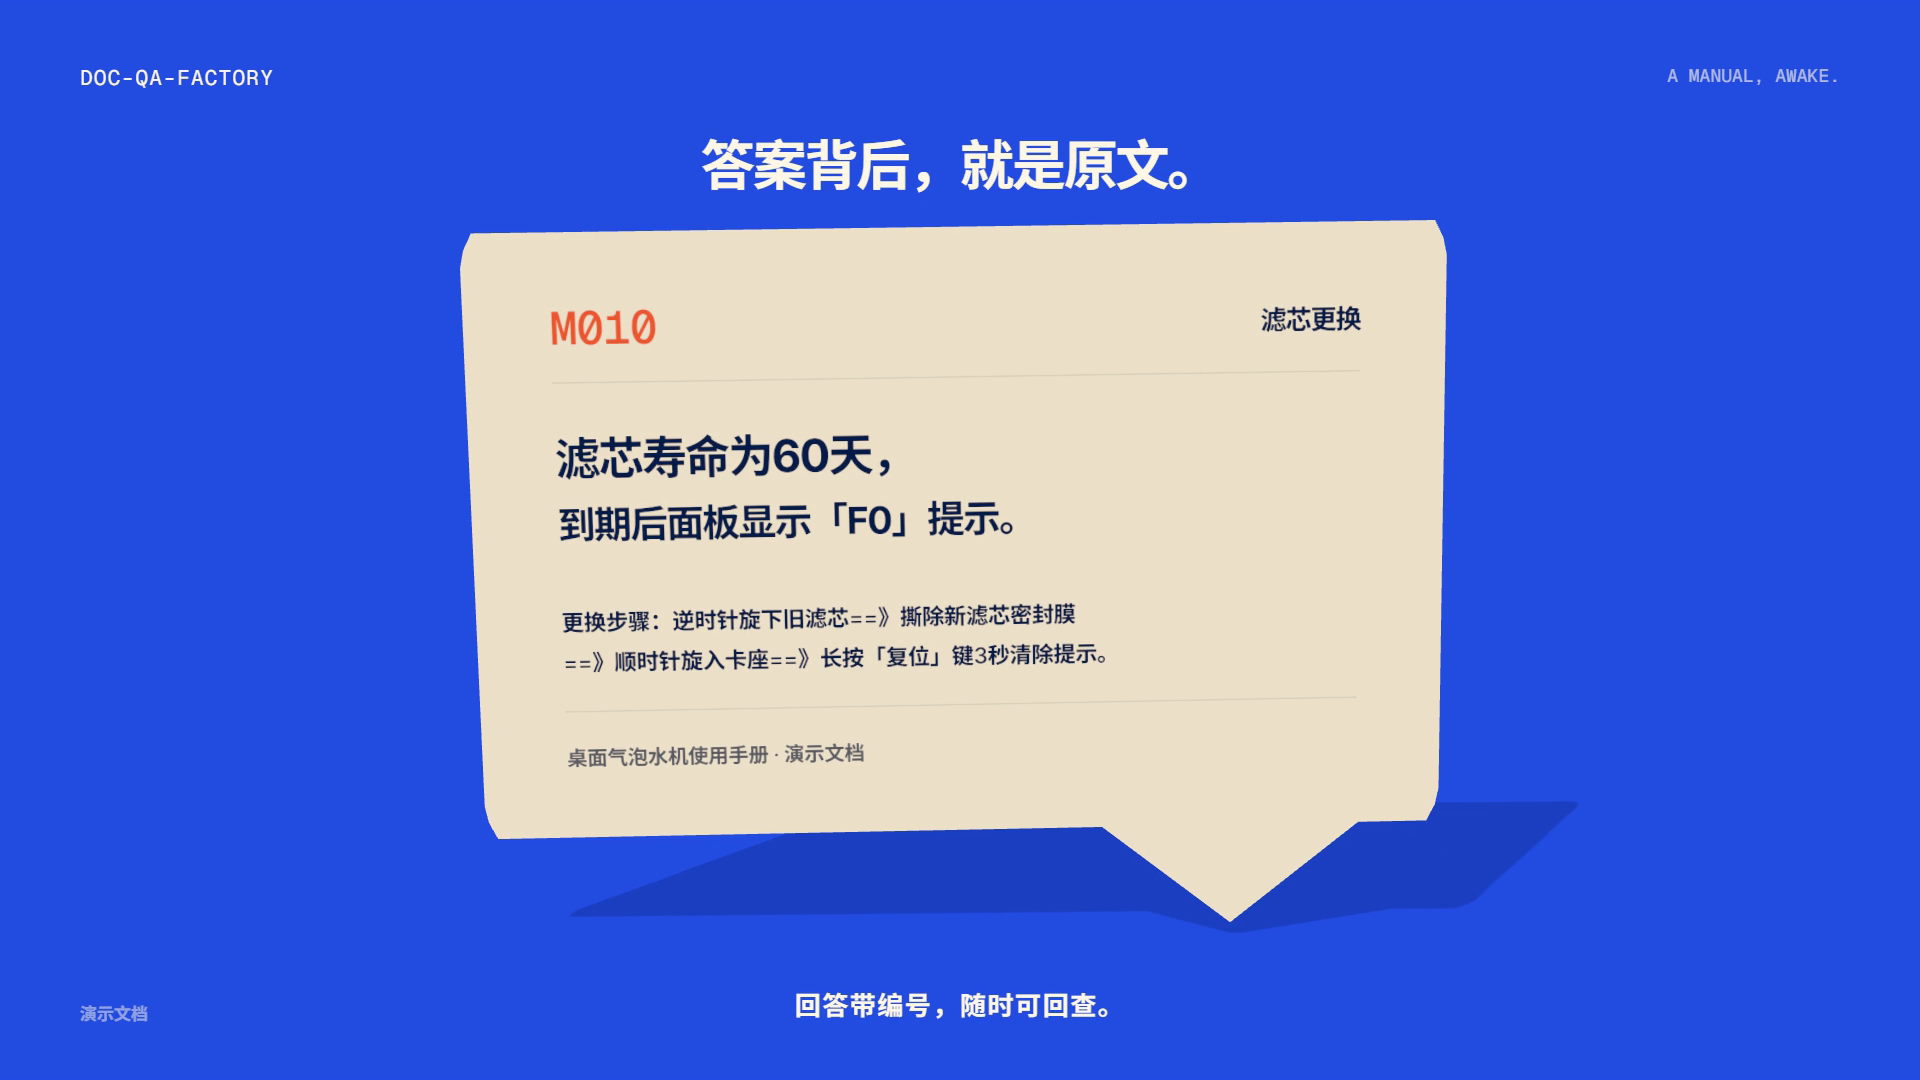 DOC-QA-FACTORY
A MANUAL, AWAKE.
答案背后，就是原文。
M010
滤芯更换
滤芯寿命为60天，
到期后面板显示「F0」提示。
更换步骤：逆时针旋下旧滤芯==》撕除新滤芯密封膜
==》顺时针旋入卡座==》长按「复位」键3秒清除提示。
桌面气泡水机使用手册 · 演示文档
回答带编号，随时可回查。
演示文档